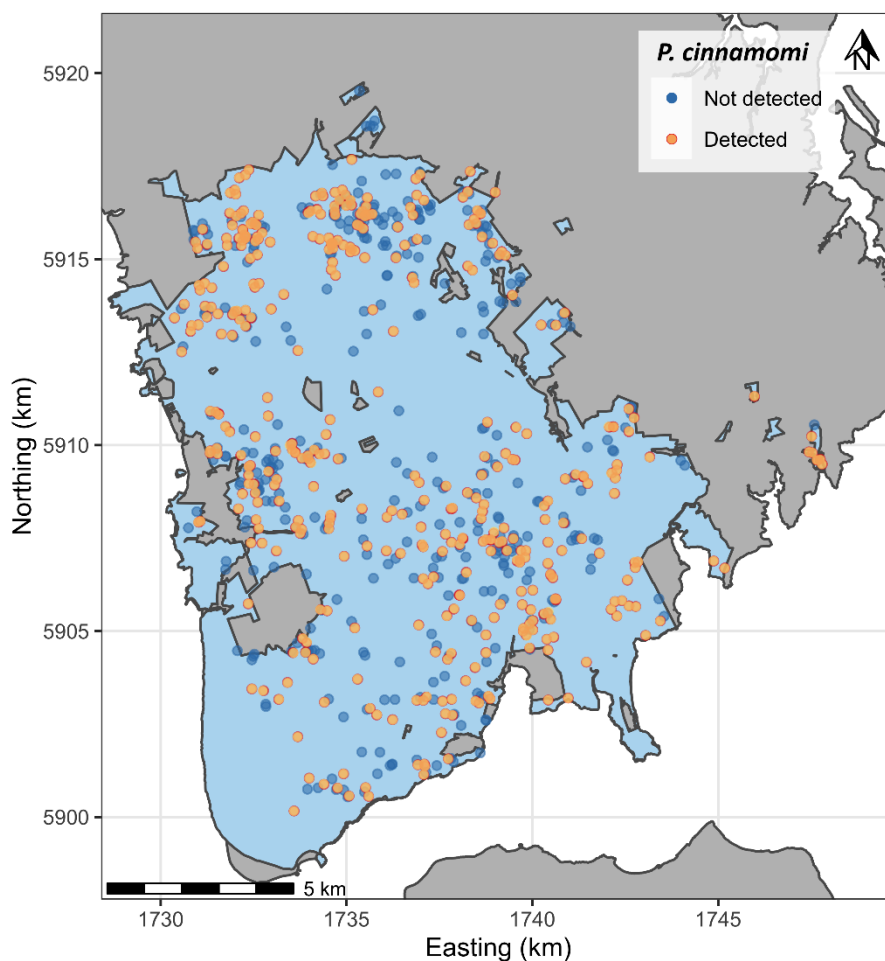 P. cinnamomi
N
Not detected
Detected
5920
5915
5910
5905
5900
Northing (km)
5 km
1730
1735
1740
1745
Easting (km)